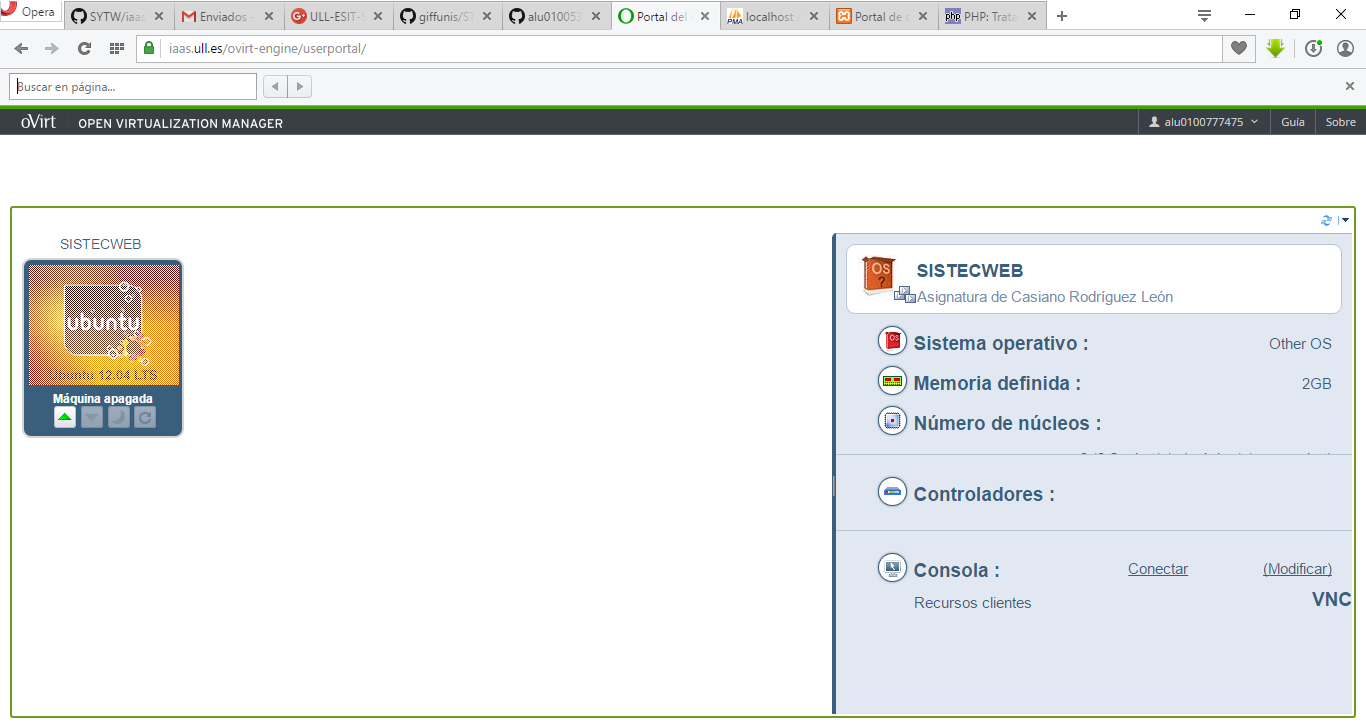 Opera
SYTW/iaas
Enviados -
ULL-ESIT-S
giffunis/ST
alu010053
Portal del
localhost /
Portal de
PHP: Trata
iaas.ull.es/ovirt-engine/userportal/
Buscar en página...
oVirt OPEN VIRTUALIZATION MANAGER
alu0100777475
Guía
Sobre
SISTECWEB
ubuntu
Ubuntu 12.04 LTS
Máquina apagada
OS
?
SISTECWEB
Asignatura de Casiano Rodríguez León
Sistema operativo : Other OS
Memoria definida : 2GB
Número de núcleos :
Controladores :
Consola : Conectar (Modificar)
Recursos clientes VNC